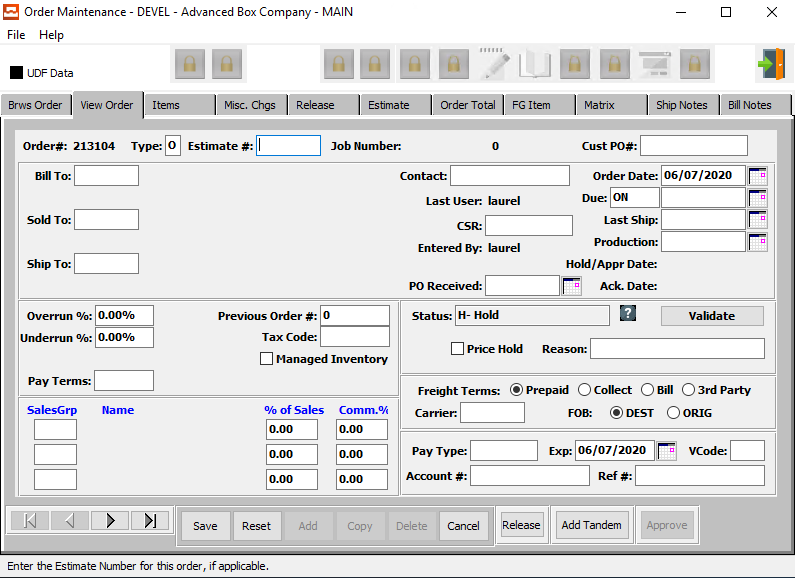 Order Maintenance - DEVEL - Advanced Box Company - MAIN
File Help
UDF Data
Brws Order View Order Items Misc. Chgs Release Estimate Order Total FG Item Matrix Ship Notes Bill Notes
Order#: 213104 Type: O Estimate #: Job Number: 0 Cust PO#:
Bill To: Contact: Order Date: 06/07/2020
Last User: laurel Due: ON
Sold To: CSR: Last Ship:
Entered By: laurel Production:
Ship To: Hold/Appr Date:
PO Received: Ack. Date:
Overrun %: 0.00% Previous Order #: 0 Status: H- Hold ? Validate
Underrun %: 0.00% Tax Code:
Managed Inventory Price Hold Reason:
Pay Terms: Freight Terms: Prepaid Collect Bill 3rd Party
SalesGrp Name % of Sales Comm.% Carrier: FOB: DEST ORIG
0.00 0.00
0.00 0.00 Pay Type: Exp: 06/07/2020 VCode:
0.00 0.00 Account #: Ref #:
Save Reset Add Copy Delete Cancel Release Add Tandem Approve
Enter the Estimate Number for this order, if applicable.